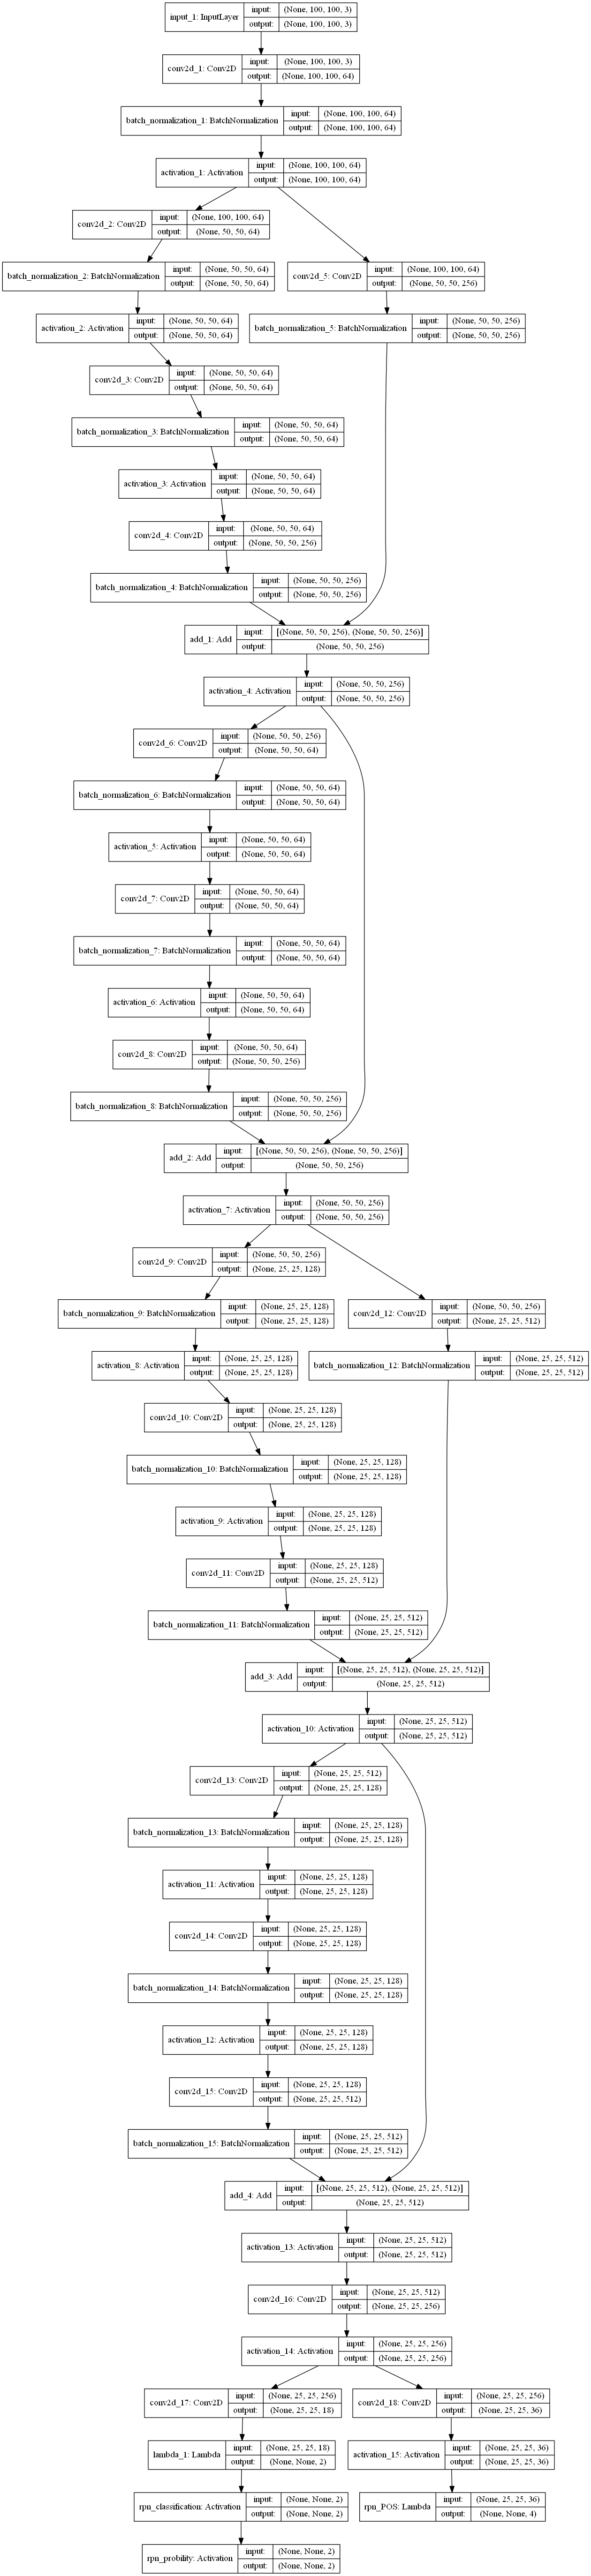 input_1: InputLayer input: (None, 100, 100, 3)
output: (None, 100, 100, 3)
conv2d_1: Conv2D input: (None, 100, 100, 3)
output: (None, 100, 100, 64)
batch_normalization_1: BatchNormalization input: (None, 100, 100, 64)
output: (None, 100, 100, 64)
activation_1: Activation input: (None, 100, 100, 64)
output: (None, 100, 100, 64)
conv2d_2: Conv2D input: (None, 100, 100, 64)
output: (None, 50, 50, 64)
batch_normalization_2: BatchNormalization input: (None, 50, 50, 64)
output: (None, 50, 50, 64)
conv2d_5: Conv2D input: (None, 100, 100, 64)
output: (None, 50, 50, 256)
activation_2: Activation input: (None, 50, 50, 64)
output: (None, 50, 50, 64)
batch_normalization_5: BatchNormalization input: (None, 50, 50, 256)
output: (None, 50, 50, 256)
conv2d_3: Conv2D input: (None, 50, 50, 64)
output: (None, 50, 50, 64)
batch_normalization_3: BatchNormalization input: (None, 50, 50, 64)
output: (None, 50, 50, 64)
activation_3: Activation input: (None, 50, 50, 64)
output: (None, 50, 50, 64)
conv2d_4: Conv2D input: (None, 50, 50, 64)
output: (None, 50, 50, 256)
batch_normalization_4: BatchNormalization input: (None, 50, 50, 256)
output: (None, 50, 50, 256)
add_1: Add input: [(None, 50, 50, 256), (None, 50, 50, 256)]
output: (None, 50, 50, 256)
activation_4: Activation input: (None, 50, 50, 256)
output: (None, 50, 50, 256)
conv2d_6: Conv2D input: (None, 50, 50, 256)
output: (None, 50, 50, 64)
batch_normalization_6: BatchNormalization input: (None, 50, 50, 64)
output: (None, 50, 50, 64)
activation_5: Activation input: (None, 50, 50, 64)
output: (None, 50, 50, 64)
conv2d_7: Conv2D input: (None, 50, 50, 64)
output: (None, 50, 50, 64)
batch_normalization_7: BatchNormalization input: (None, 50, 50, 64)
output: (None, 50, 50, 64)
activation_6: Activation input: (None, 50, 50, 64)
output: (None, 50, 50, 64)
conv2d_8: Conv2D input: (None, 50, 50, 64)
output: (None, 50, 50, 256)
batch_normalization_8: BatchNormalization input: (None, 50, 50, 256)
output: (None, 50, 50, 256)
add_2: Add input: [(None, 50, 50, 256), (None, 50, 50, 256)]
output: (None, 50, 50, 256)
activation_7: Activation input: (None, 50, 50, 256)
output: (None, 50, 50, 256)
conv2d_9: Conv2D input: (None, 50, 50, 256)
output: (None, 25, 25, 128)
batch_normalization_9: BatchNormalization input: (None, 25, 25, 128)
output: (None, 25, 25, 128)
conv2d_12: Conv2D input: (None, 50, 50, 256)
output: (None, 25, 25, 512)
activation_8: Activation input: (None, 25, 25, 128)
output: (None, 25, 25, 128)
batch_normalization_12: BatchNormalization input: (None, 25, 25, 512)
output: (None, 25, 25, 512)
conv2d_10: Conv2D input: (None, 25, 25, 128)
output: (None, 25, 25, 128)
batch_normalization_10: BatchNormalization input: (None, 25, 25, 128)
output: (None, 25, 25, 128)
activation_9: Activation input: (None, 25, 25, 128)
output: (None, 25, 25, 128)
conv2d_11: Conv2D input: (None, 25, 25, 128)
output: (None, 25, 25, 512)
batch_normalization_11: BatchNormalization input: (None, 25, 25, 512)
output: (None, 25, 25, 512)
add_3: Add input: [(None, 25, 25, 512), (None, 25, 25, 512)]
output: (None, 25, 25, 512)
activation_10: Activation input: (None, 25, 25, 512)
output: (None, 25, 25, 512)
conv2d_13: Conv2D input: (None, 25, 25, 512)
output: (None, 25, 25, 128)
batch_normalization_13: BatchNormalization input: (None, 25, 25, 128)
output: (None, 25, 25, 128)
activation_11: Activation input: (None, 25, 25, 128)
output: (None, 25, 25, 128)
conv2d_14: Conv2D input: (None, 25, 25, 128)
output: (None, 25, 25, 128)
batch_normalization_14: BatchNormalization input: (None, 25, 25, 128)
output: (None, 25, 25, 128)
activation_12: Activation input: (None, 25, 25, 128)
output: (None, 25, 25, 128)
conv2d_15: Conv2D input: (None, 25, 25, 128)
output: (None, 25, 25, 512)
batch_normalization_15: BatchNormalization input: (None, 25, 25, 512)
output: (None, 25, 25, 512)
add_4: Add input: [(None, 25, 25, 512), (None, 25, 25, 512)]
output: (None, 25, 25, 512)
activation_13: Activation input: (None, 25, 25, 512)
output: (None, 25, 25, 512)
conv2d_16: Conv2D input: (None, 25, 25, 512)
output: (None, 25, 25, 256)
activation_14: Activation input: (None, 25, 25, 256)
output: (None, 25, 25, 256)
conv2d_17: Conv2D input: (None, 25, 25, 256)
output: (None, 25, 25, 18)
conv2d_18: Conv2D input: (None, 25, 25, 256)
output: (None, 25, 25, 36)
lambda_1: Lambda input: (None, 25, 25, 18)
output: (None, None, 2)
activation_15: Activation input: (None, 25, 25, 36)
output: (None, 25, 25, 36)
rpn_classification: Activation input: (None, None, 2)
output: (None, None, 2)
rpn_POS: Lambda input: (None, 25, 25, 36)
output: (None, None, 4)
rpn_probility: Activation input: (None, None, 2)
output: (None, None, 2)